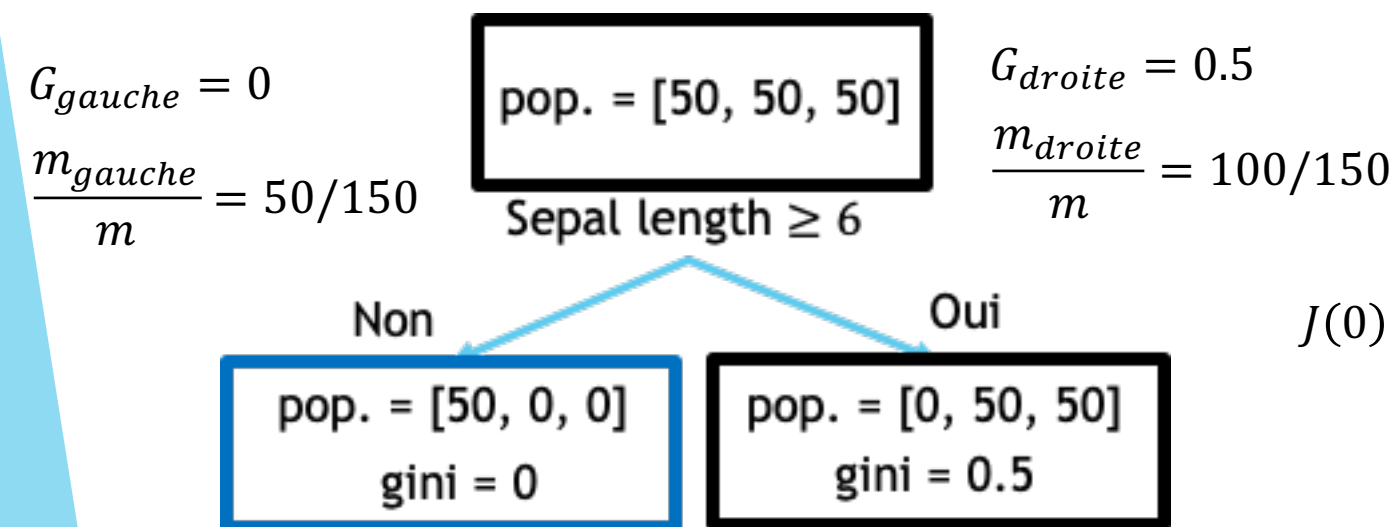 G_gauche = 0
m_gauche/m = 50/150
pop. = [50, 50, 50]
Sepal length ≥ 6
G_droite = 0.5
m_droite/m = 100/150
Non
Oui
J(0)
pop. = [50, 0, 0]
gini = 0
pop. = [0, 50, 50]
gini = 0.5